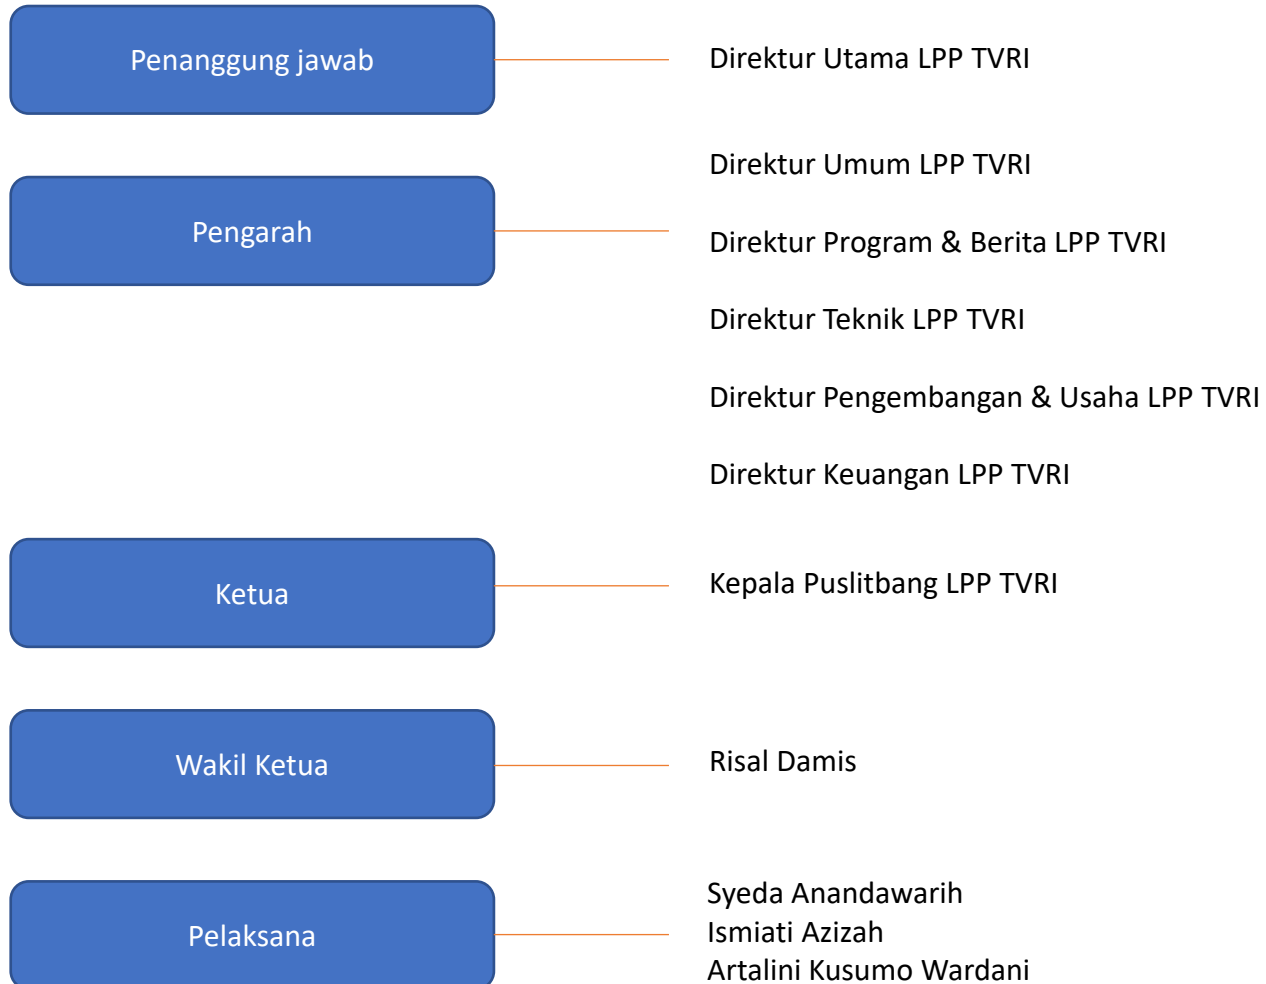 Penanggung jawab
Direktur Utama LPP TVRI
Pengarah
Direktur Umum LPP TVRI
Direktur Program & Berita LPP TVRI
Direktur Teknik LPP TVRI
Direktur Pengembangan & Usaha LPP TVRI
Direktur Keuangan LPP TVRI
Ketua
Kepala Puslitbang LPP TVRI
Wakil Ketua
Risal Damis
Pelaksana
Syeda Anandawarih
Ismiati Azizah
Artalini Kusumo Wardani